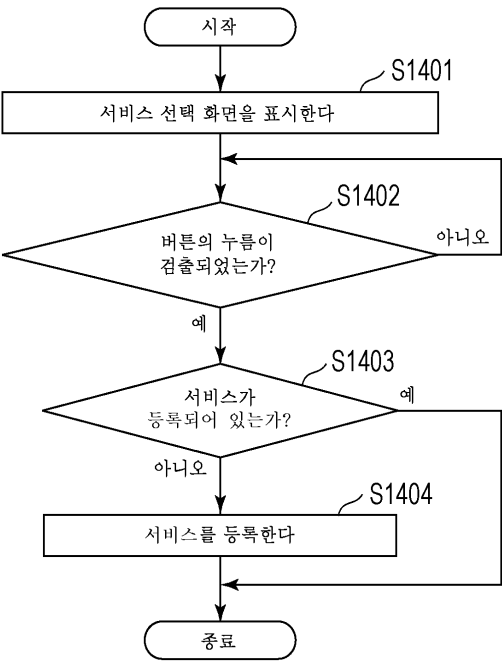 시작
S1401
서비스 선택 화면을 표시한다
S1402
버튼의 누름이
검출되었는가?
아니오
예
S1403
서비스가
등록되어 있는가?
예
아니오
S1404
서비스를 등록한다
종료